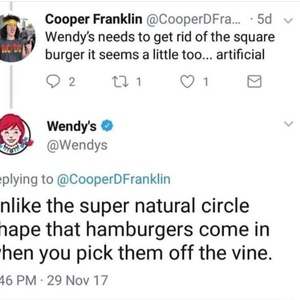 Cooper Franklin @CooperDFra... · 5d
Wendy's needs to get rid of the square
burger it seems a little too... artificial
2 1 1
Wendy's
@Wendys
eplying to @CooperDFranklin
nlike the super natural circle
hape that hamburgers come in
hen you pick them off the vine.
46 PM · 29 Nov 17